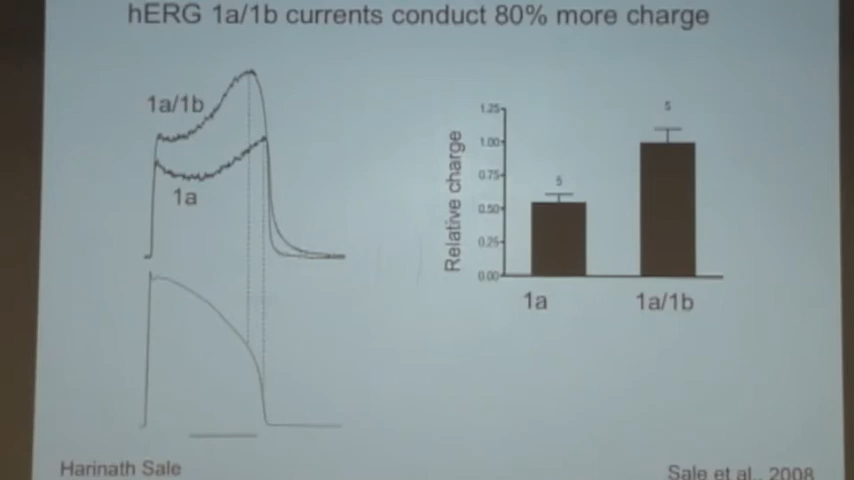 hERG 1a/1b currents conduct 80% more charge
1a/1b
1a
Relative charge
1.25
1.00
0.75
0.50
0.25
0.00
5
5
1a
1a/1b
Harinath Sale
Sale et al., 2008